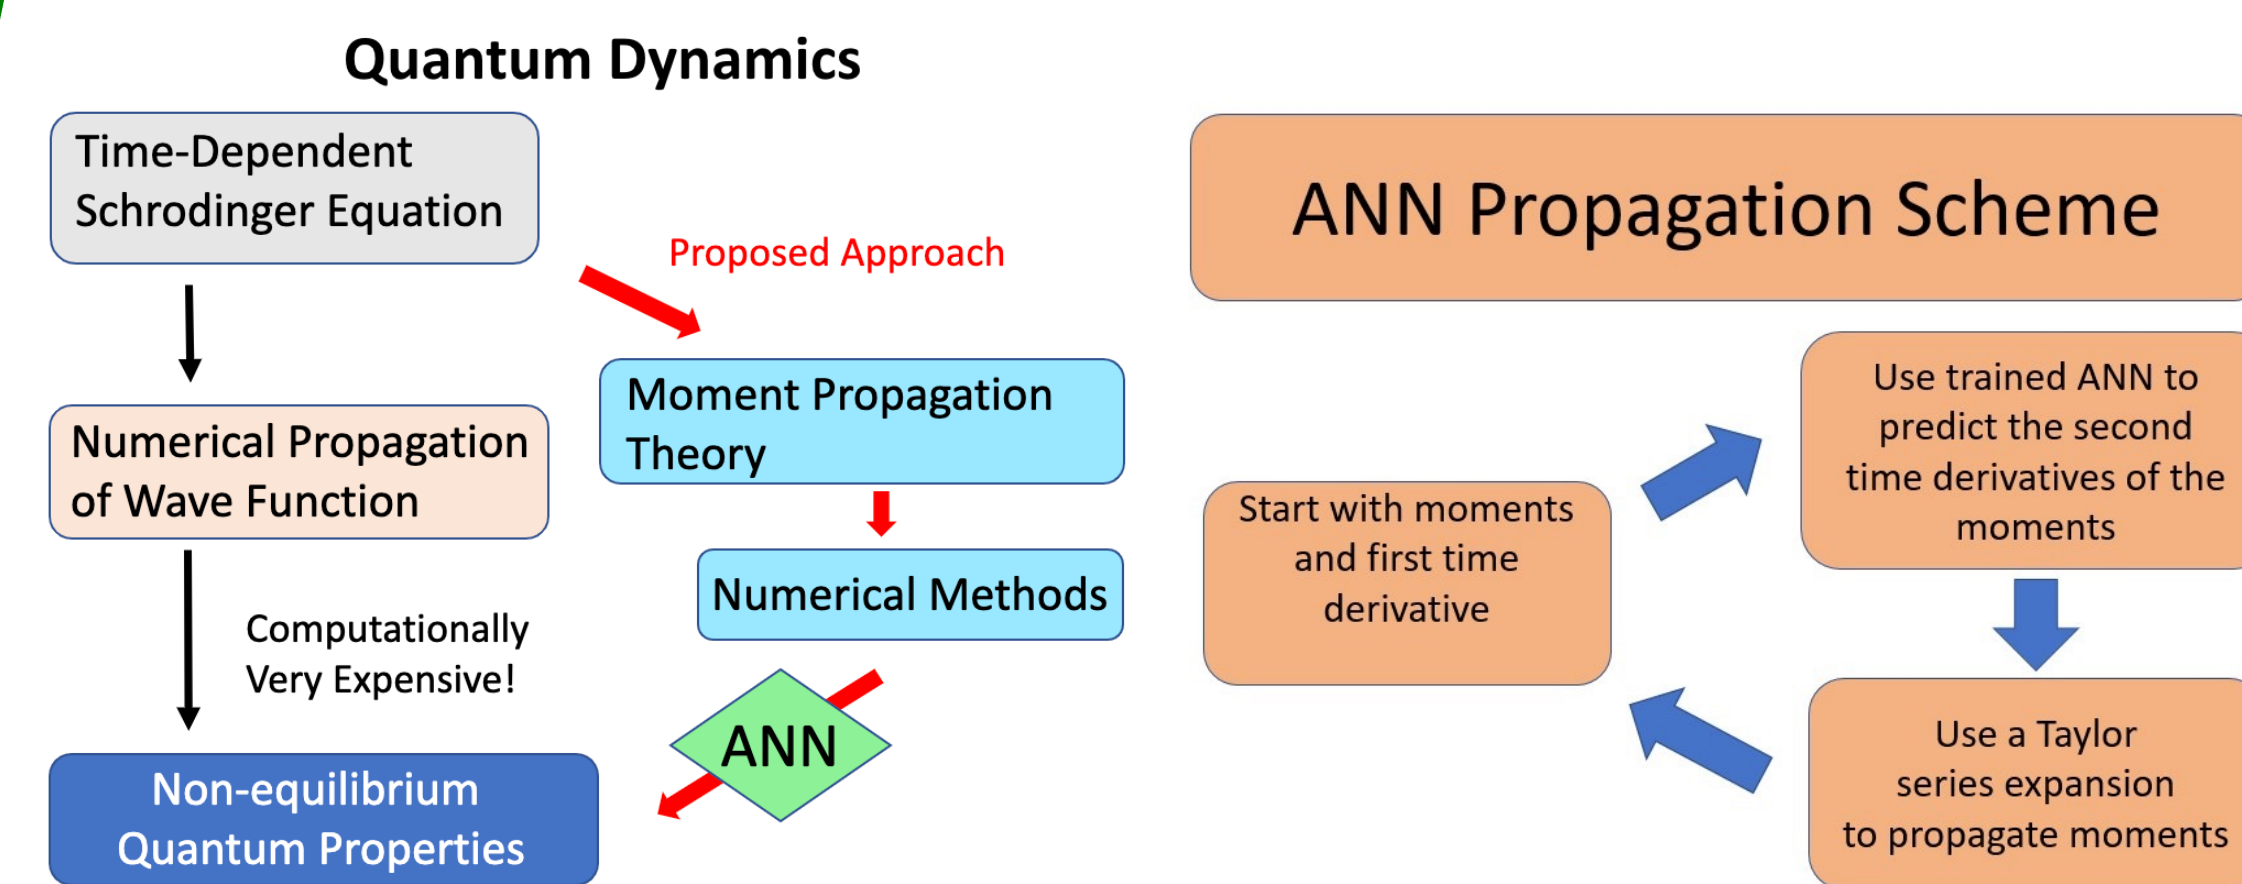 Quantum Dynamics
Time-Dependent
Schrodinger Equation
Proposed Approach
Moment Propagation
Theory
Numerical Propagation
of Wave Function
Numerical Methods
Computationally
Very Expensive!
ANN
Non-equilibrium
Quantum Properties
ANN Propagation Scheme
Start with moments
and first time
derivative
Use trained ANN to
predict the second
time derivatives of the
moments
Use a Taylor
series expansion
to propagate moments